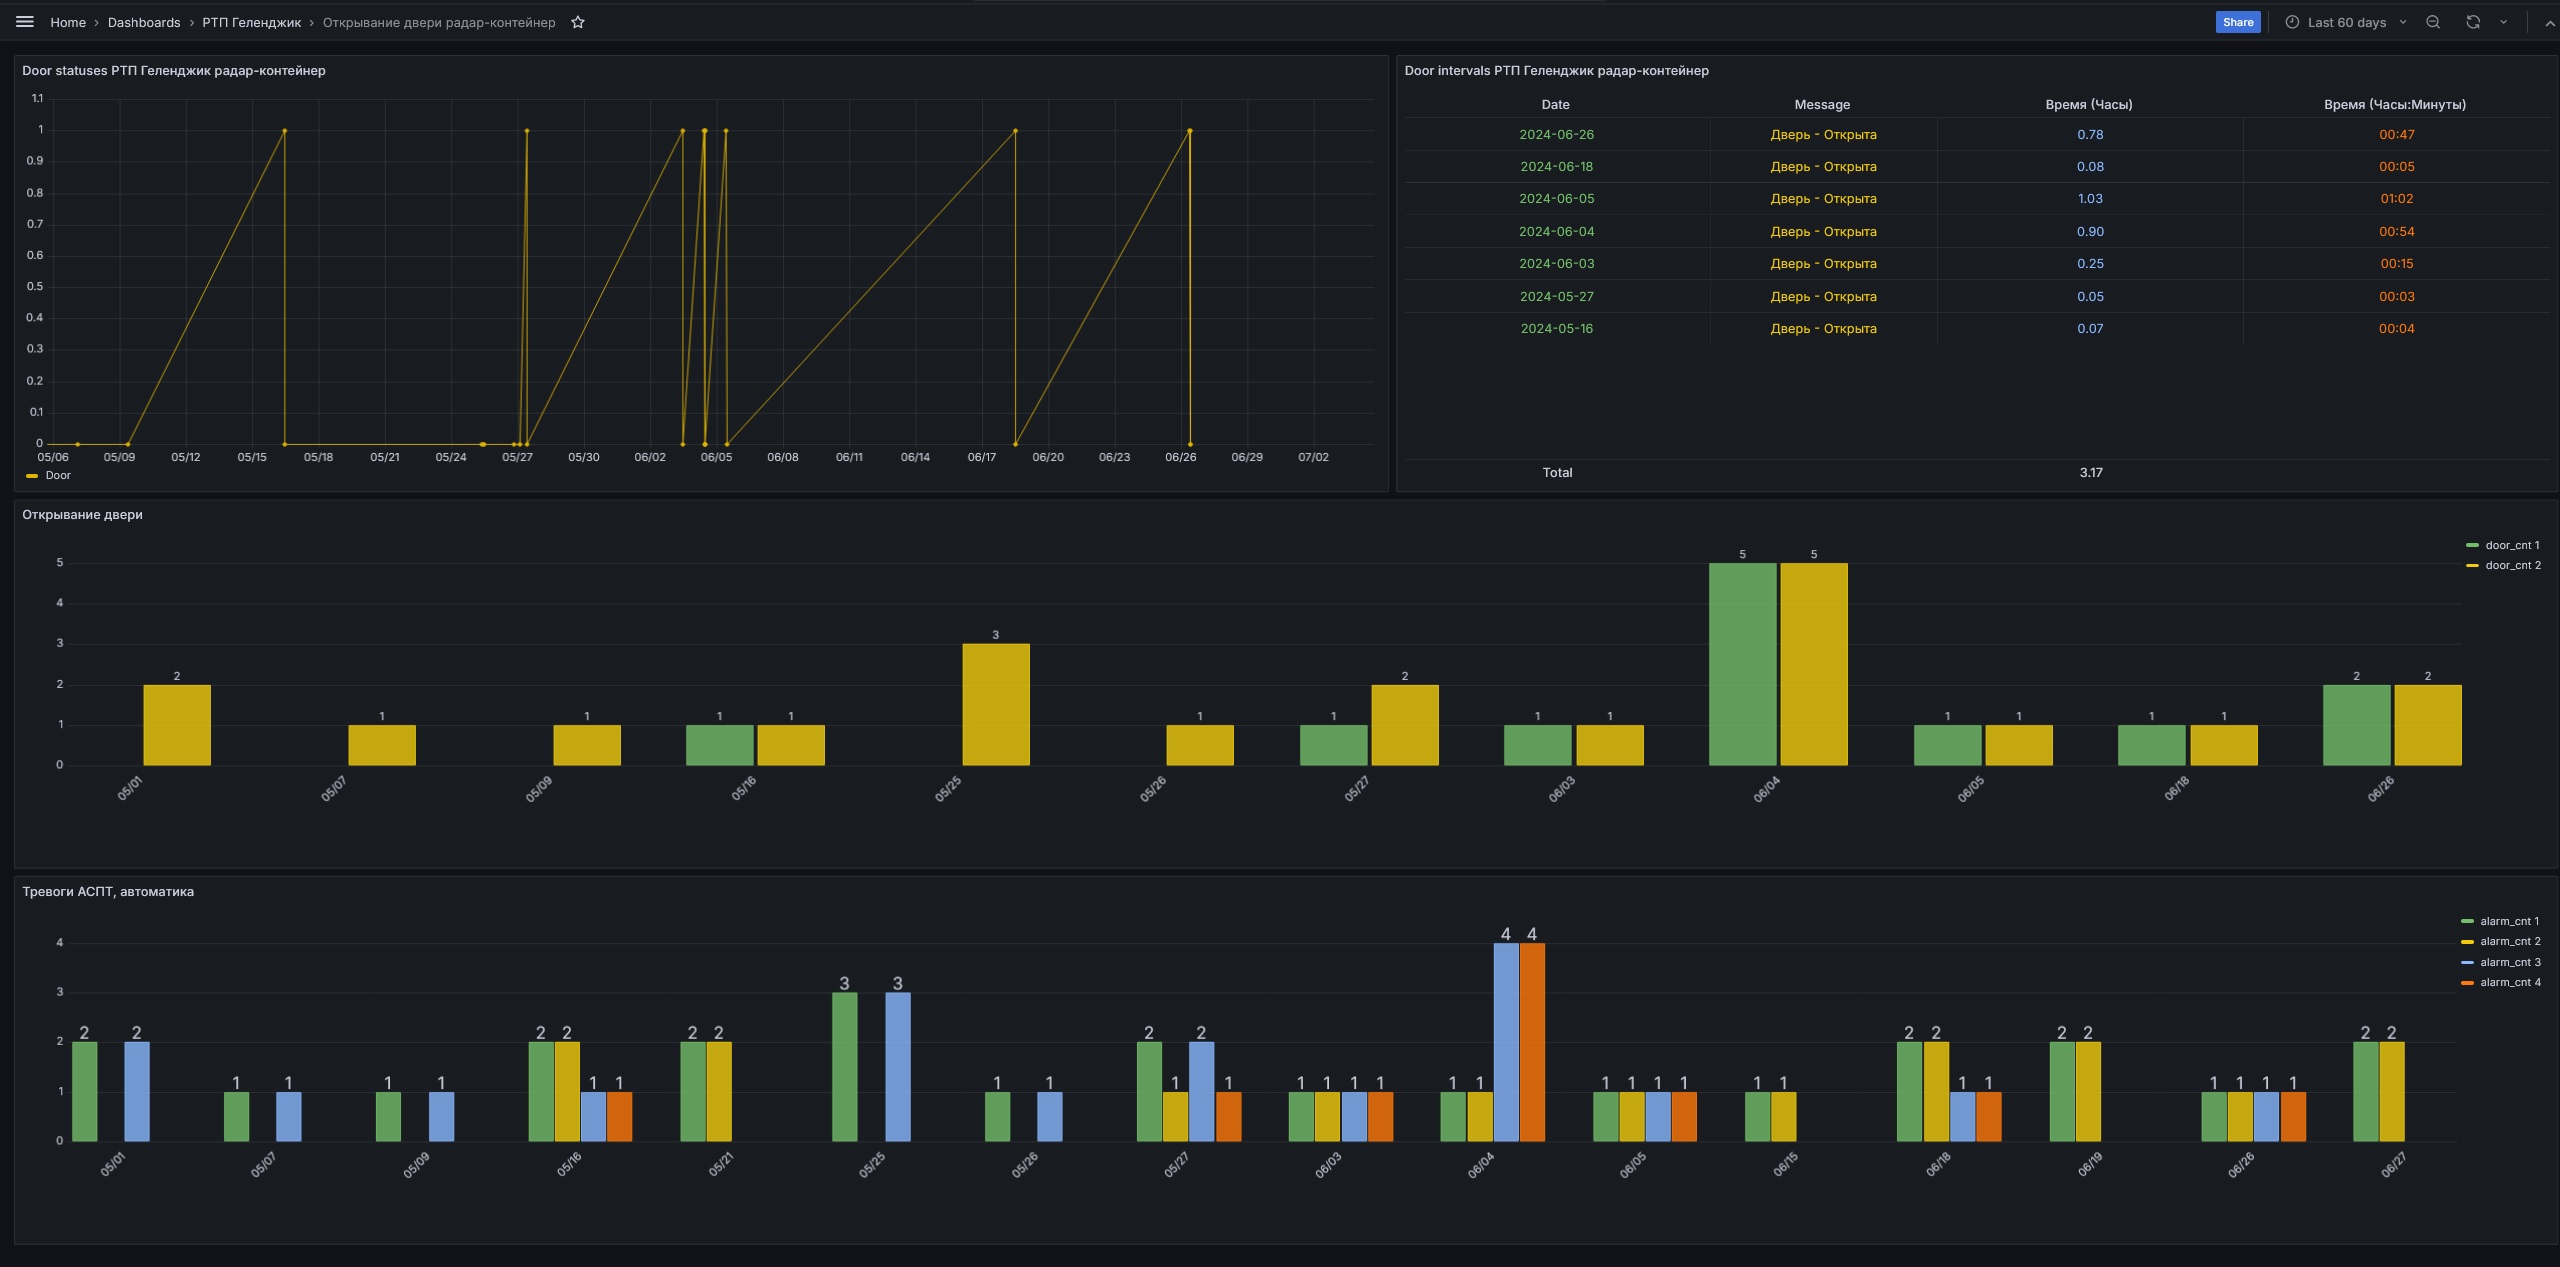 Home › Dashboards › РТП Геленджик › Открывание двери радар-контейнер
Share
Last 60 days
Door statuses РТП Геленджик радар-контейнер
1.1
1
0.9
0.8
0.7
0.6
0.5
0.4
0.3
0.2
0.1
0
05/06 05/09 05/12 05/15 05/18 05/21 05/24 05/27 05/30 06/02 06/05 06/08 06/11 06/14 06/17 06/20 06/23 06/26 06/29 07/02
Door
Door intervals РТП Геленджик радар-контейнер
Date Message Время (Часы) Время (Часы:Минуты)
2024-06-26 Дверь - Открыта 0.78 00:47
2024-06-18 Дверь - Открыта 0.08 00:05
2024-06-05 Дверь - Открыта 1.03 01:02
2024-06-04 Дверь - Открыта 0.90 00:54
2024-06-03 Дверь - Открыта 0.25 00:15
2024-05-27 Дверь - Открыта 0.05 00:03
2024-05-16 Дверь - Открыта 0.07 00:04
Total 3.17
Открывание двери
door_cnt 1
door_cnt 2
5
4
3
2
1
0
2 1 1 1 1 3 1 1 2 1 1 5 5 1 1 1 1 2 2
05/01 05/07 05/09 05/16 05/25 05/26 05/27 06/03 06/04 06/05 06/18 06/26
Тревоги АСПТ, автоматика
alarm_cnt 1
alarm_cnt 2
alarm_cnt 3
alarm_cnt 4
4
3
2
1
0
2 2 1 1 1 1 2 2 1 1 2 2 3 3 1 1 2 1 2 1 1 1 1 1 1 1 4 4 1 1 1 1 1 1 2 2 1 1 2 2 1 1 1 1 2 2
05/01 05/07 05/09 05/16 05/21 05/25 05/26 05/27 06/03 06/04 06/05 06/15 06/18 06/19 06/26 06/27